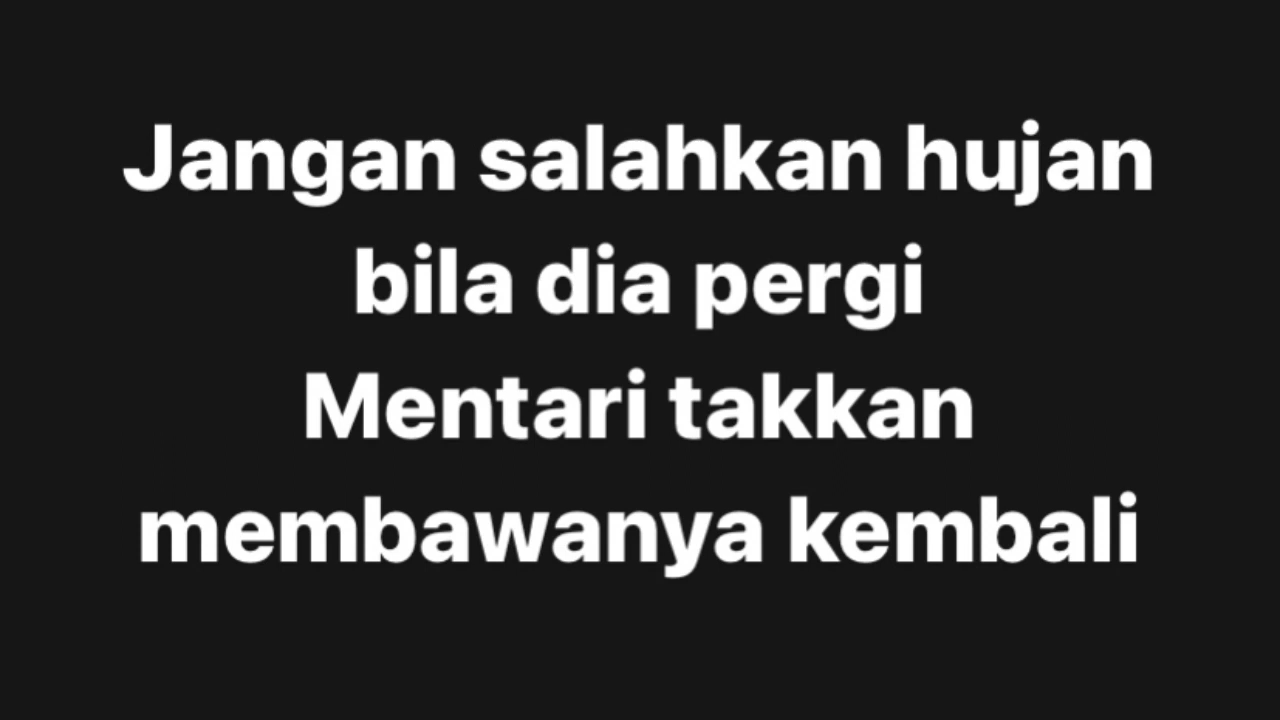 Jangan salahkan hujan
bila dia pergi
Mentari takkan
membawanya kembali